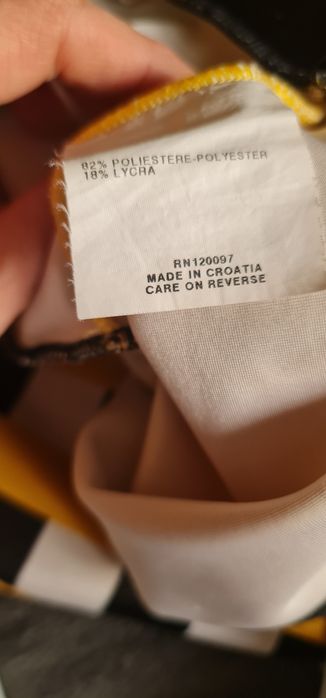 82% POLIESTERE-POLYESTER
18% LYCRA
RN120097
MADE IN CROATIA
CARE ON REVERSE